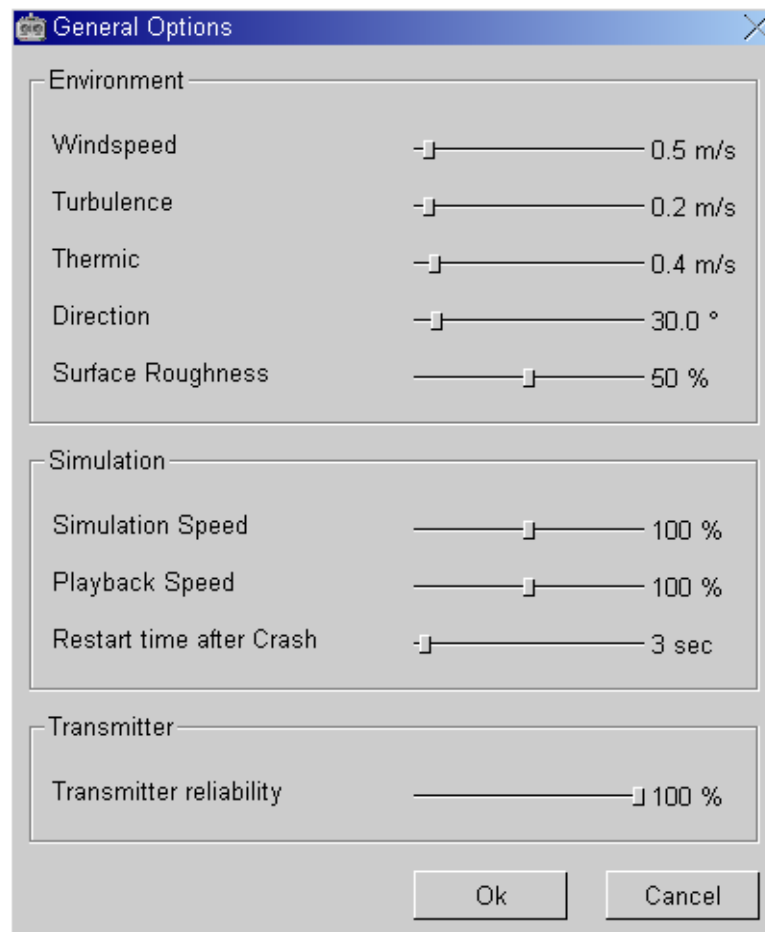 General Options
Environment
Windspeed 0.5 m/s
Turbulence 0.2 m/s
Thermic 0.4 m/s
Direction 30.0 °
Surface Roughness 50 %
Simulation
Simulation Speed 100 %
Playback Speed 100 %
Restart time after Crash 3 sec
Transmitter
Transmitter reliability 100 %
Ok Cancel